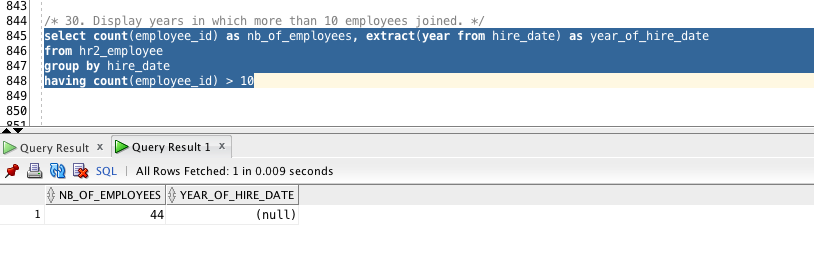 843
844 /* 30. Display years in which more than 10 employees joined. */
845 select count(employee_id) as nb_of_employees, extract(year from hire_date) as year_of_hire_date
846 from hr2_employee
847 group by hire_date
848 having count(employee_id) > 10
849
850
851
Query Result x Query Result 1 x
SQL | All Rows Fetched: 1 in 0.009 seconds
NB_OF_EMPLOYEES YEAR_OF_HIRE_DATE
1 44 (null)